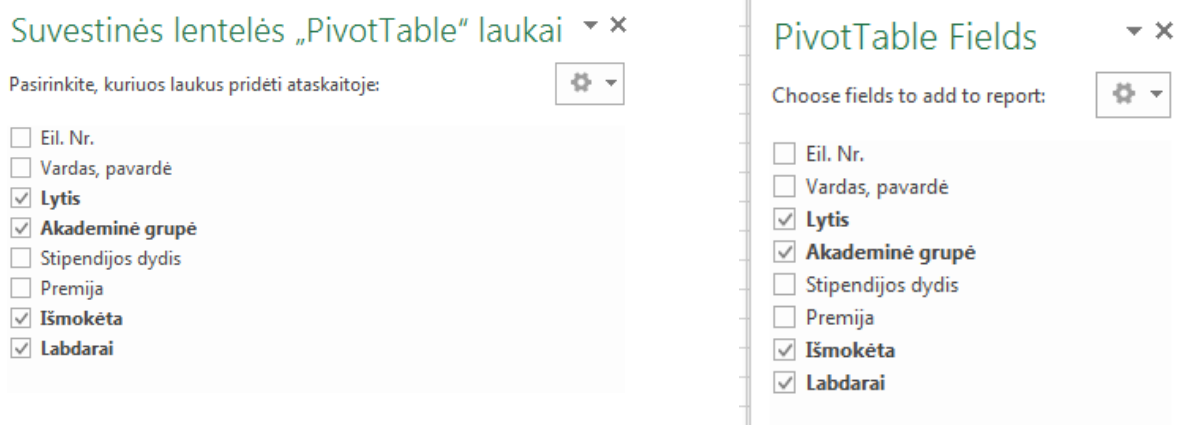 Suvestinės lentelės „PivotTable“ laukai
Pasirinkite, kuriuos laukus pridėti ataskaitoje:
Eil. Nr.
Vardas, pavardė
Lytis
Akademinė grupė
Stipendijos dydis
Premija
Išmokėta
Labdarai
PivotTable Fields
Choose fields to add to report:
Eil. Nr.
Vardas, pavardė
Lytis
Akademinė grupė
Stipendijos dydis
Premija
Išmokėta
Labdarai